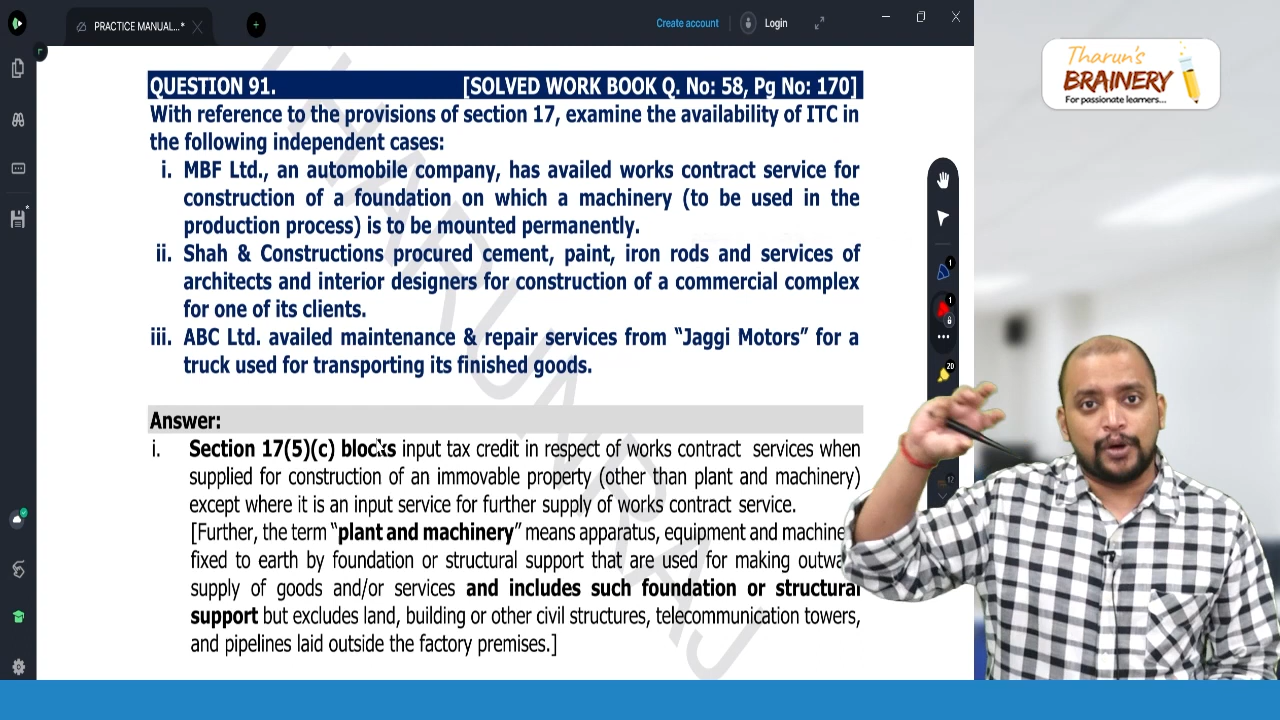 PRACTICE MANUAL...*
Create account
Login
Tharun's
BRAINERY
For passionate learners...
QUESTION 91. [SOLVED WORK BOOK Q. No: 58, Pg No: 170]
With reference to the provisions of section 17, examine the availability of ITC in
the following independent cases:
i. MBF Ltd., an automobile company, has availed works contract service for
construction of a foundation on which a machinery (to be used in the
production process) is to be mounted permanently.
ii. Shah & Constructions procured cement, paint, iron rods and services of
architects and interior designers for construction of a commercial complex
for one of its clients.
iii. ABC Ltd. availed maintenance & repair services from “Jaggi Motors” for a
truck used for transporting its finished goods.
Answer:
i. Section 17(5)(c) blocks input tax credit in respect of works contract services when
supplied for construction of an immovable property (other than plant and machinery)
except where it is an input service for further supply of works contract service.
[Further, the term “plant and machinery” means apparatus, equipment and machine
fixed to earth by foundation or structural support that are used for making outwa
supply of goods and/or services and includes such foundation or structural
support but excludes land, building or other civil structures, telecommunication towers,
and pipelines laid outside the factory premises.]
THARUN RAJ
1
1
20
12